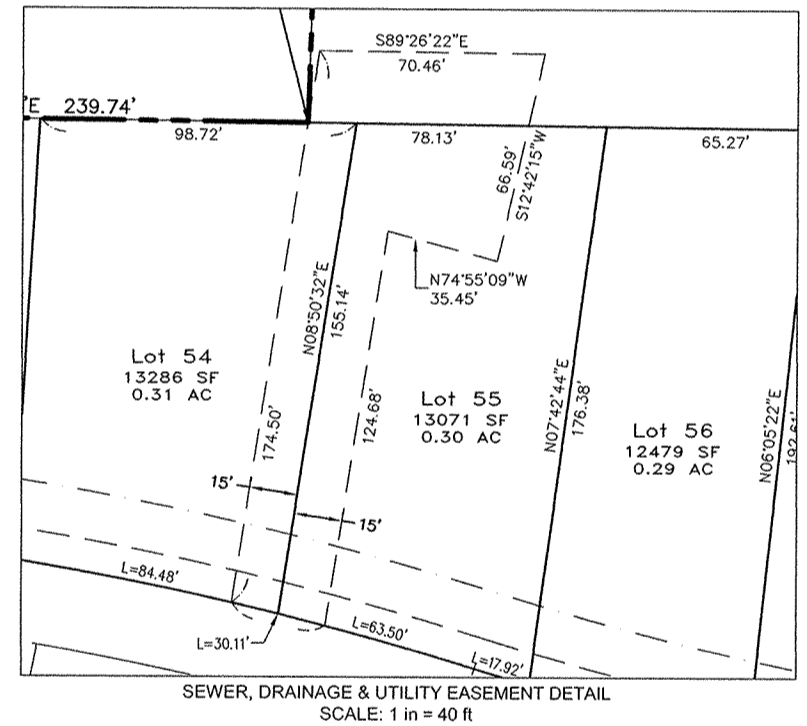 S89°26'22"E
70.46'
'E 239.74'
98.72'
78.13'
65.27'
66.59'
S12°42'15"W
N74°55'09"W
35.45'
N08°50'32"E
155.14'
Lot 54
13286 SF
0.31 AC
174.50'
124.68'
Lot 55
13071 SF
0.30 AC
N07°42'44"E
176.38'
Lot 56
12479 SF
0.29 AC
N06°05'22"E
192.61'
15'
15'
L=84.48'
L=30.11'
L=63.50'
L=17.92'
SEWER, DRAINAGE & UTILITY EASEMENT DETAIL
SCALE: 1 in = 40 ft